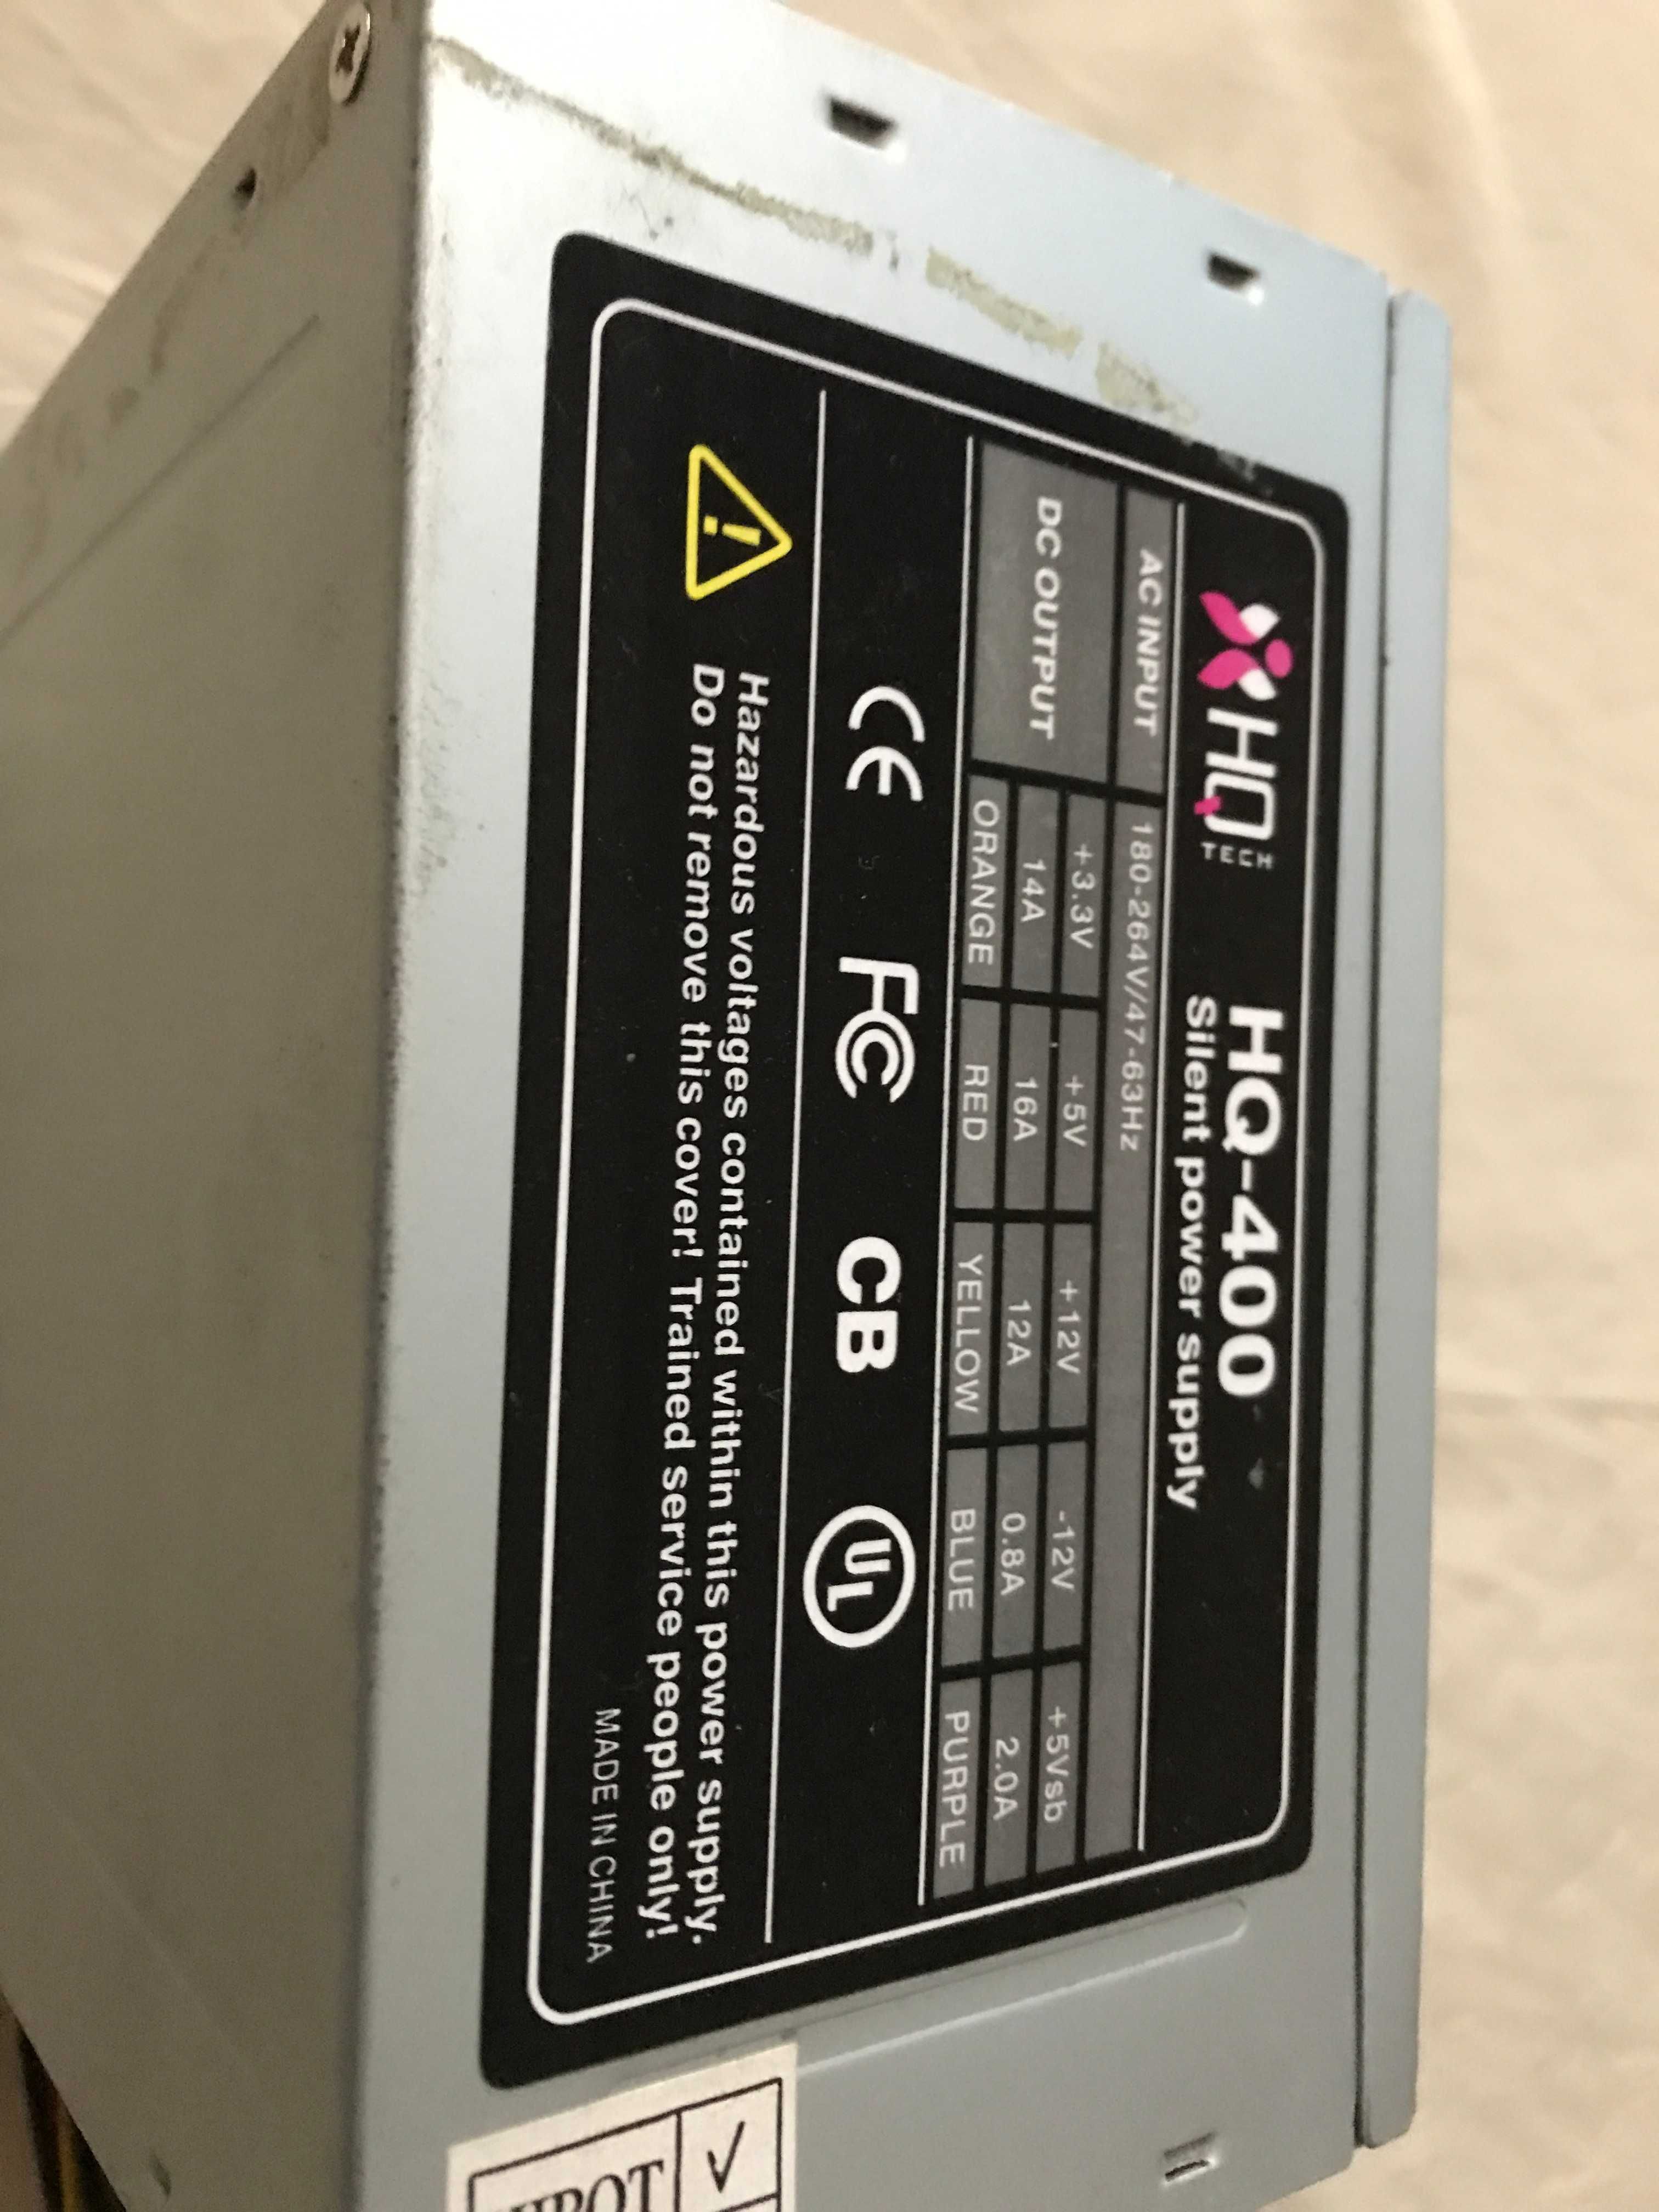 HQ TECH
HQ-400
Silent power supply
AC INPUT 180-264V/47-63Hz
DC OUTPUT +3.3V +5V +12V -12V +5Vsb
14A 16A 12A 0.8A 2.0A
ORANGE RED YELLOW BLUE PURPLE
CE FC CB UL
Hazardous voltages contained within this power supply.
Do not remove this cover! Trained service people only!
MADE IN CHINA